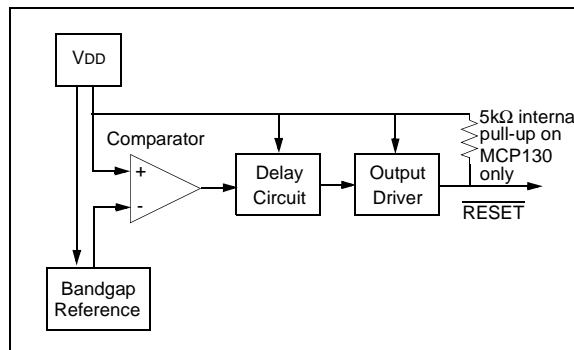 VDD
Comparator
+
-
Delay
Circuit
Output
Driver
5kΩ interna
pull-up on
MCP130
only
RESET
Bandgap
Reference